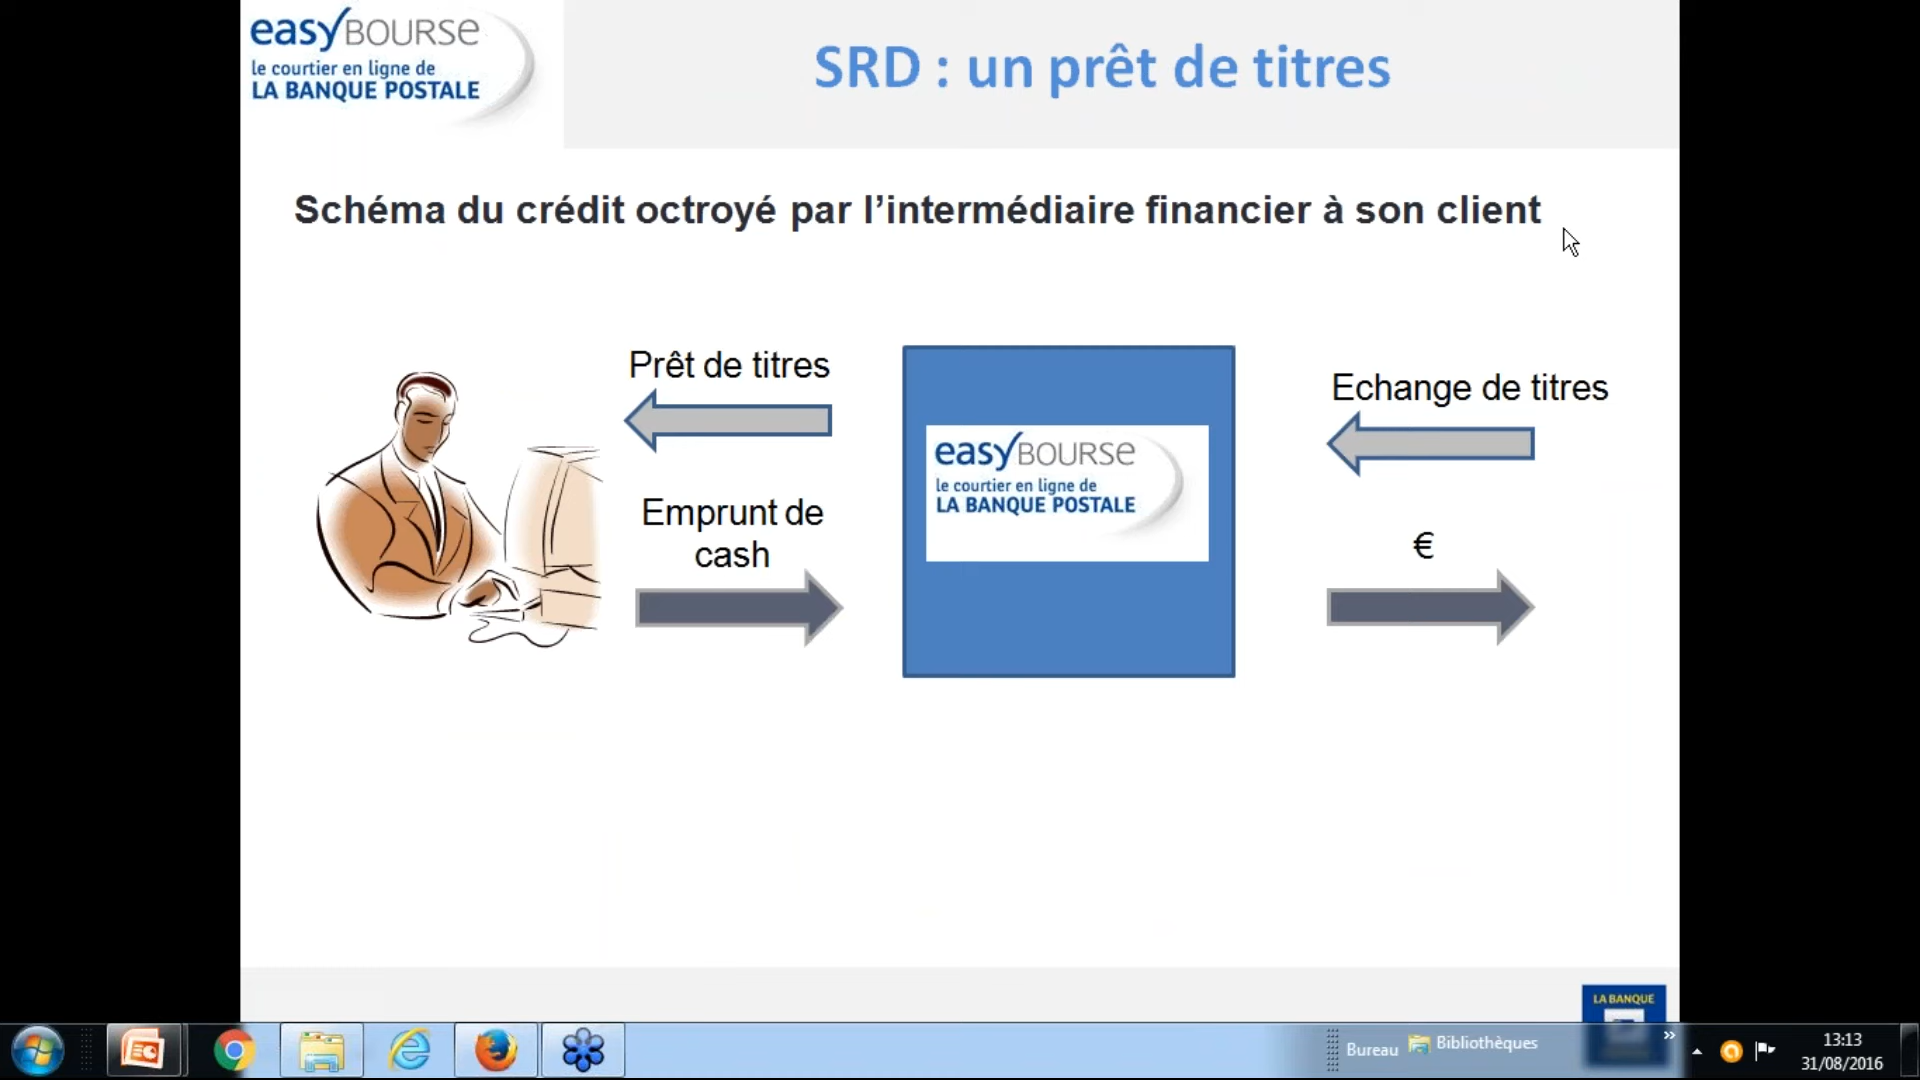 easyBOURSE
le courtier en ligne de
LA BANQUE POSTALE
SRD : un prêt de titres
Schéma du crédit octroyé par l’intermédiaire financier à son client
Prêt de titres
Emprunt de
cash
easyBOURSE
le courtier en ligne de
LA BANQUE POSTALE
Echange de titres
€
LA BANQUE
Bureau
Bibliothèques
»
13:13
31/08/2016